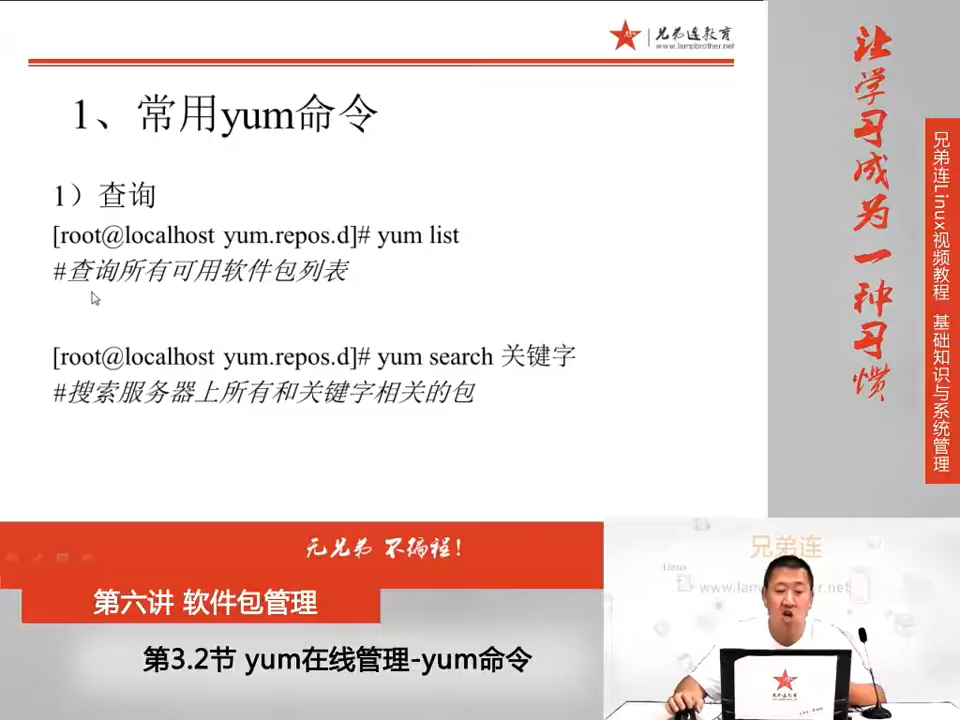 兄弟连教育
www.lampbrother.net
1、常用yum命令
1）查询
[root@localhost yum.repos.d]# yum list
#查询所有可用软件包列表
[root@localhost yum.repos.d]# yum search 关键字
#搜索服务器上所有和关键字相关的包
让学习成为一种习惯
兄弟连Linux视频教程 基础知识与系统管理
无兄弟 不编程!
第六讲 软件包管理
第3.2节 yum在线管理-yum命令
兄弟连
Linux
www.lam
er.net